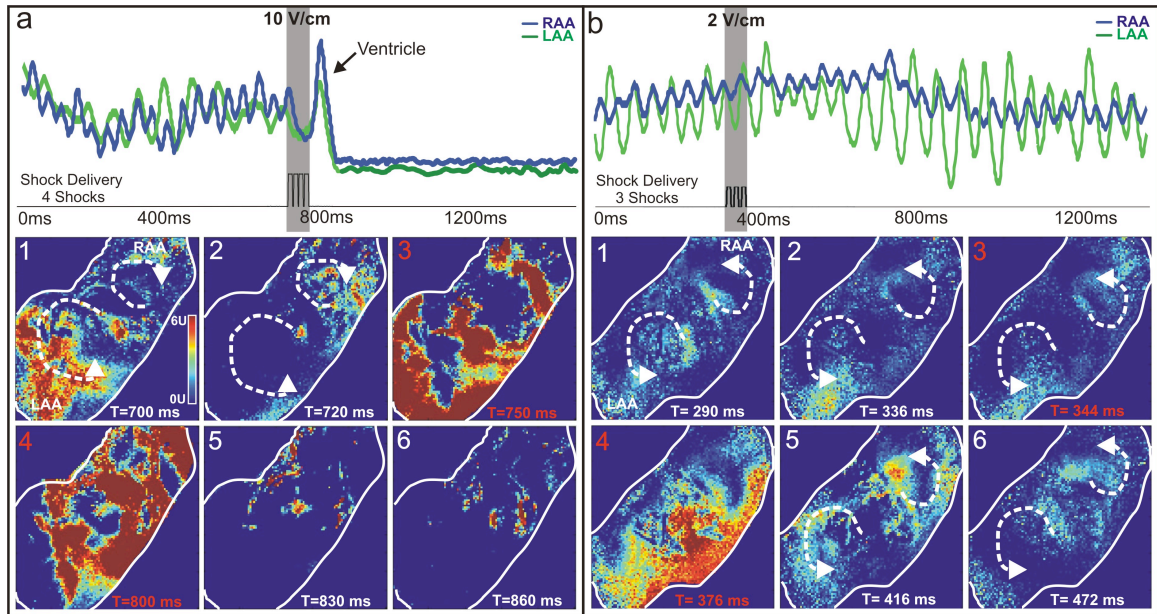 a
10 V/cm
RAA
LAA
Ventricle
Shock Delivery
4 Shocks
0ms
400ms
800ms
1200ms
1
RAA
LAA
6U
0U
T=700 ms
2
T=720 ms
3
T=750 ms
4
T=800 ms
5
T=830 ms
6
T=860 ms
b
2 V/cm
RAA
LAA
Shock Delivery
3 Shocks
0ms
400ms
800ms
1200ms
1
RAA
LAA
T= 290 ms
2
T= 336 ms
3
T= 344 ms
4
T= 376 ms
5
T= 416 ms
6
T= 472 ms